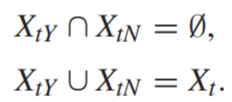 X_{tY} ∩ X_{tN} = Ø,
X_{tY} ∪ X_{tN} = X_t.